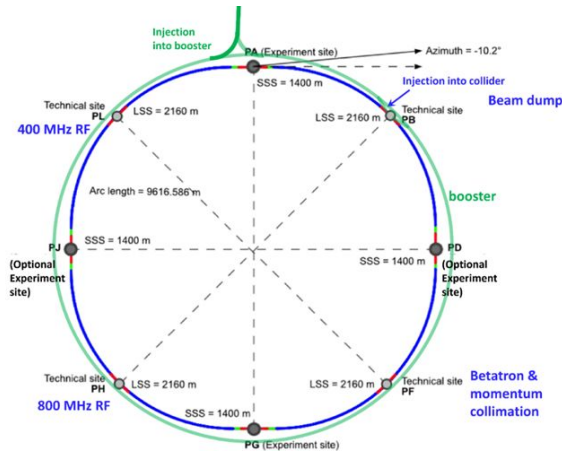 Injection
into booster
PA (Experiment site)
Azimuth = -10.2°
SSS = 1400 m
Injection into collider
Beam dump
Technical site
PL
LSS = 2160 m
400 MHz RF
LSS = 2160 m
Technical site
PB
Arc length = 9616.586 m
booster
PJ
SSS = 1400 m
(Optional
Experiment
site)
SSS = 1400 m
PD
(Optional
Experiment
site)
Technical site
PH
LSS = 2160 m
800 MHz RF
LSS = 2160 m
Technical site
PF
Betatron &
momentum
collimation
SSS = 1400 m
PG (Experiment site)